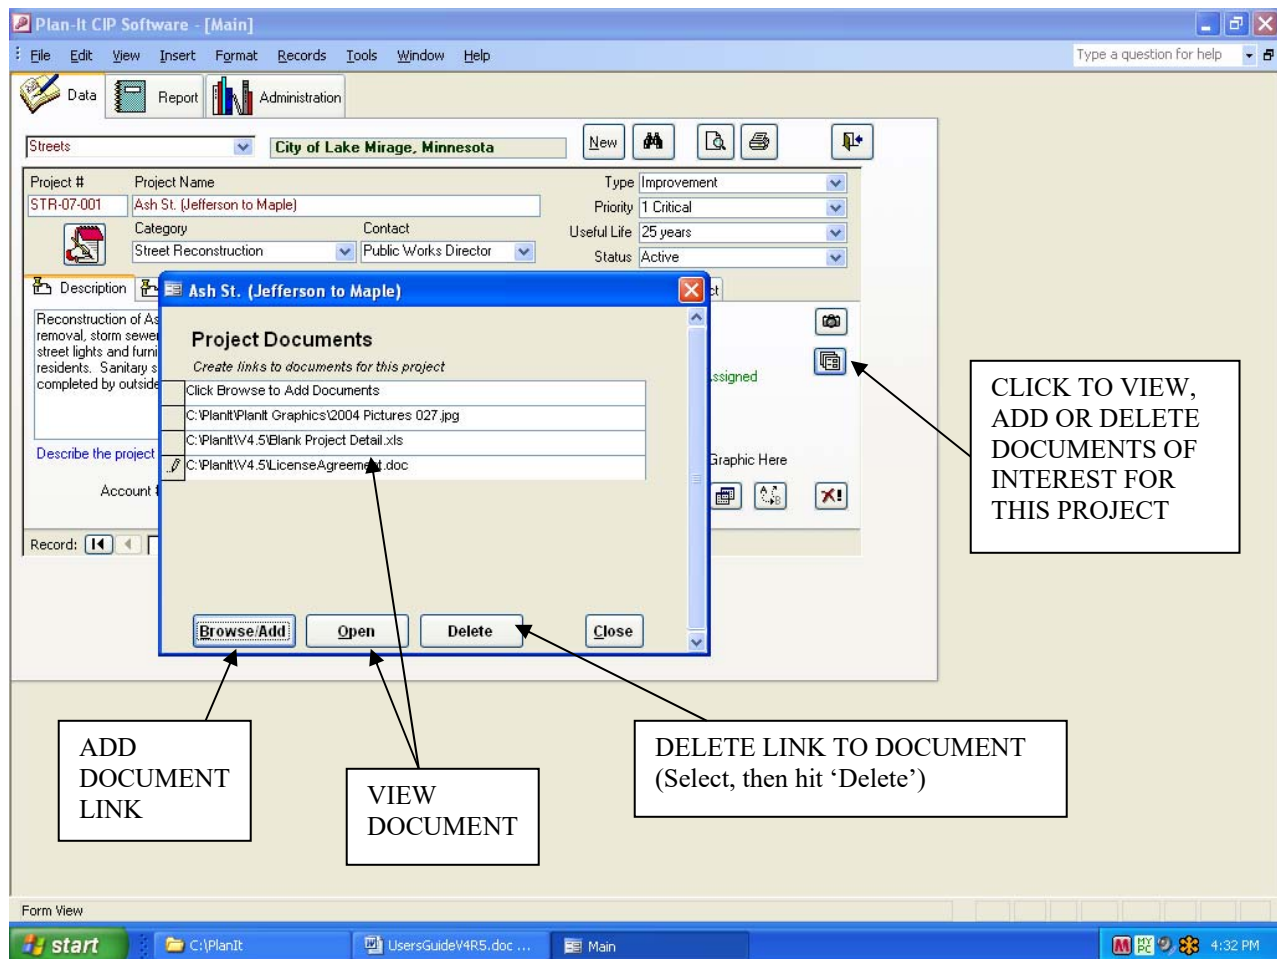 Plan-It CIP Software - [Main]
File Edit View Insert Format Records Tools Window Help
Type a question for help
Data Report Administration
Streets City of Lake Mirage, Minnesota New
Project # Project Name Type Improvement
STR-07-001 Ash St. (Jefferson to Maple) Priority 1 Critical
Category Contact Useful Life 25 years
Street Reconstruction Public Works Director Status Active
Description
Ash St. (Jefferson to Maple)
Reconstruction of As
removal, storm sewe
street lights and furni
residents. Sanitary s
completed by outside
Describe the project
Account #
Record:
Project Documents
Create links to documents for this project
Click Browse to Add Documents
C:\PlanIt\PlanIt Graphics\2004 Pictures 027.jpg
C:\PlanIt\V4.5\Blank Project Detail.xls
C:\PlanIt\V4.5\LicenseAgreement.doc
Browse/Add Open Delete Close
ct
ssigned
Graphic Here
CLICK TO VIEW,
ADD OR DELETE
DOCUMENTS OF
INTEREST FOR
THIS PROJECT
ADD
DOCUMENT
LINK
VIEW
DOCUMENT
DELETE LINK TO DOCUMENT
(Select, then hit ‘Delete’)
Form View
start C:\PlanIt UsersGuideV4R5.doc ... Main 4:32 PM